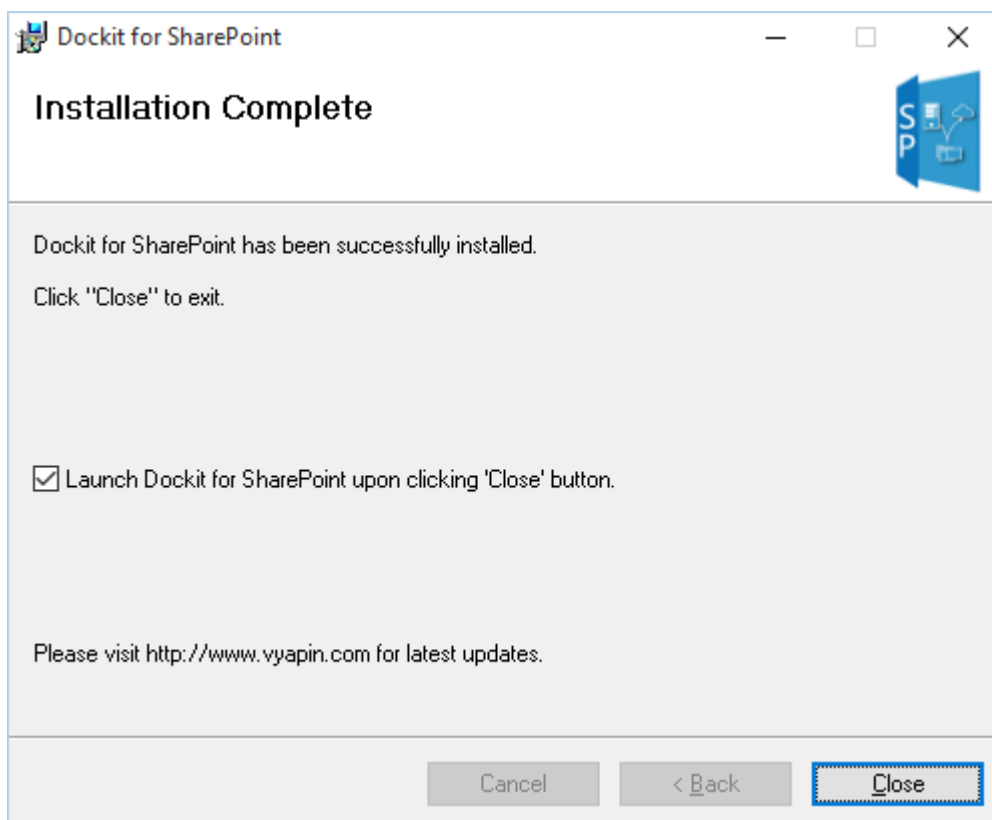 Dockit for SharePoint
Installation Complete
S
P
Dockit for SharePoint has been successfully installed.
Click "Close" to exit.
Launch Dockit for SharePoint upon clicking 'Close' button.
Please visit http://www.vyapin.com for latest updates.
Cancel
< Back
Close